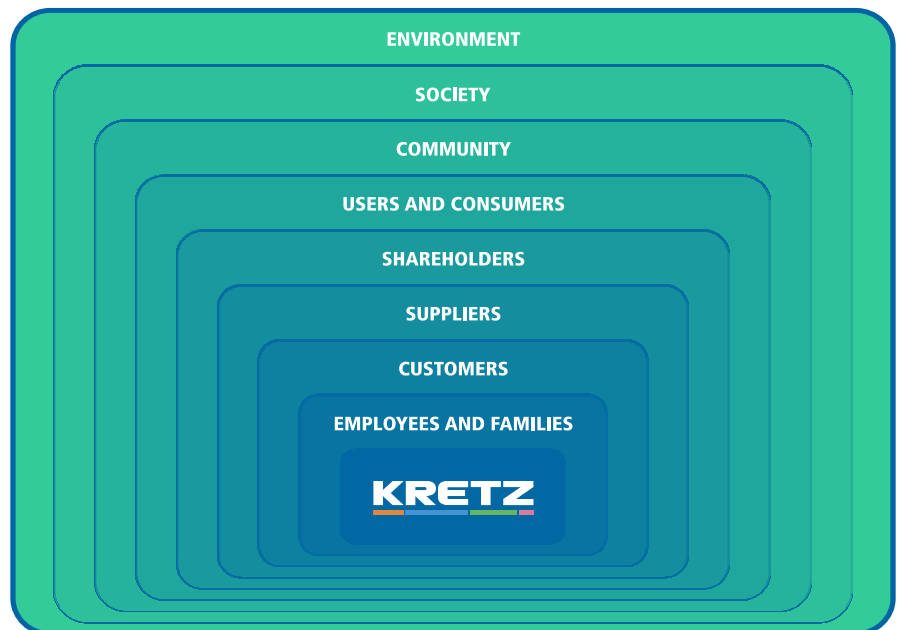 ENVIRONMENT
SOCIETY
COMMUNITY
USERS AND CONSUMERS
SHAREHOLDERS
SUPPLIERS
CUSTOMERS
EMPLOYEES AND FAMILIES
KRETZ